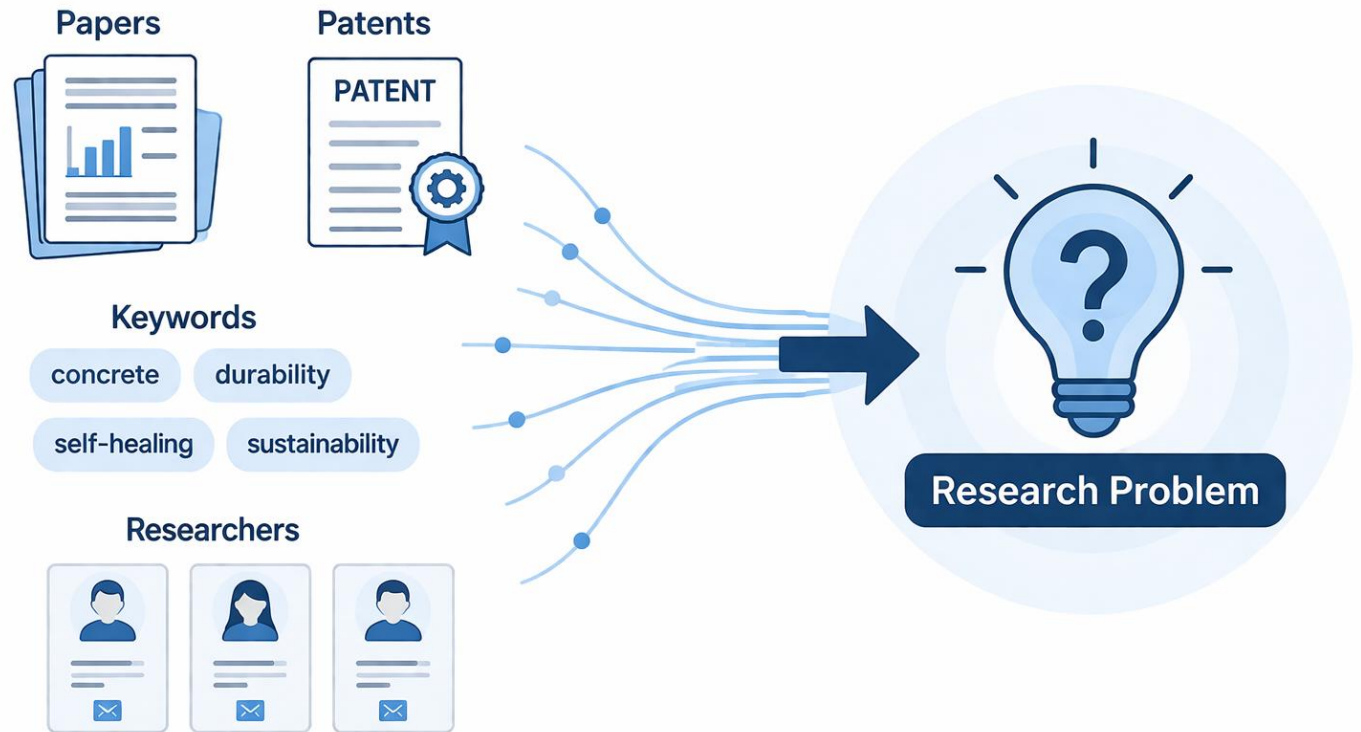 Papers
Patents
PATENT
Keywords
concrete
durability
self-healing
sustainability
Researchers
?
Research Problem